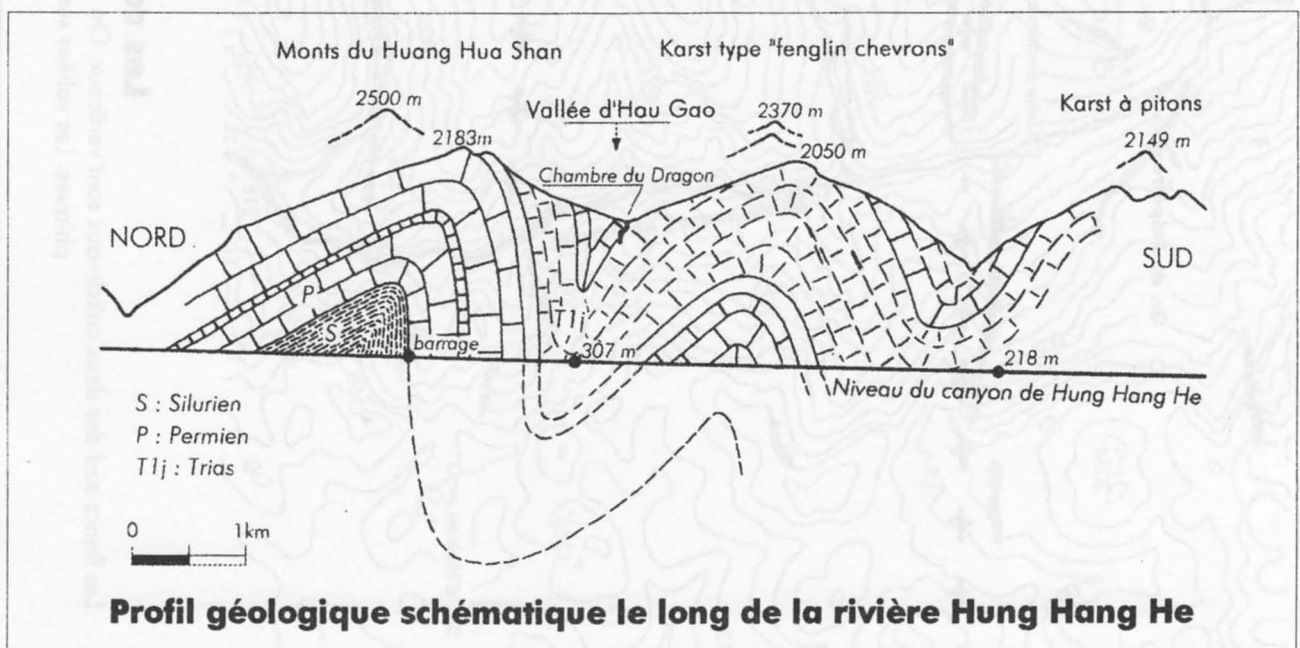 Monts du Huang Hua Shan
Karst type "fenglin chevrons"
2500 m
Vallée d'Hau Gao
2370 m
Karst à pitons
2183m
2050 m
2149 m
Chambre du Dragon
NORD
SUD
P
S
T1j
barrage
307 m
218 m
Niveau du canyon de Hung Hang He
S : Silurien
P : Permien
T1j : Trias
0 1km
Profil géologique schématique le long de la rivière Hung Hang He